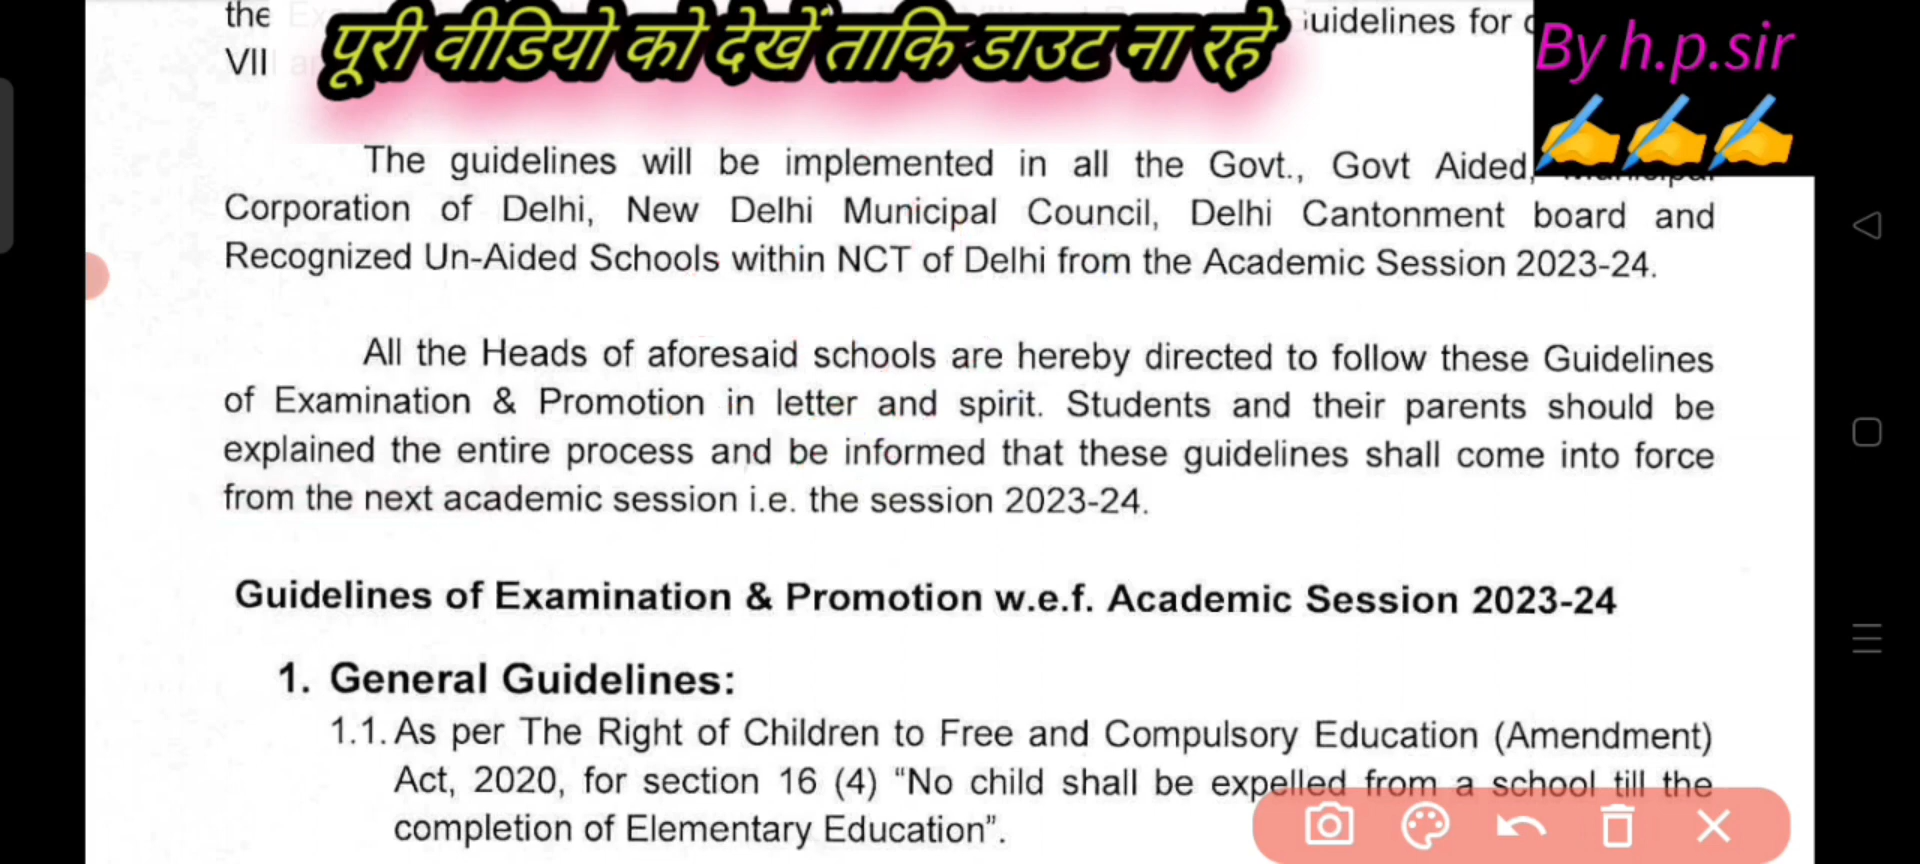 the
uidelines for
VII
पूरी वीडियो को देखें ताकि डाउट ना रहे
By h.p.sir
The guidelines will be implemented in all the Govt., Govt Aided, Municipal
Corporation of Delhi, New Delhi Municipal Council, Delhi Cantonment board and
Recognized Un-Aided Schools within NCT of Delhi from the Academic Session 2023-24.
All the Heads of aforesaid schools are hereby directed to follow these Guidelines
of Examination & Promotion in letter and spirit. Students and their parents should be
explained the entire process and be informed that these guidelines shall come into force
from the next academic session i.e. the session 2023-24.
Guidelines of Examination & Promotion w.e.f. Academic Session 2023-24
1. General Guidelines:
1.1. As per The Right of Children to Free and Compulsory Education (Amendment)
Act, 2020, for section 16 (4) “No child shall be expelled from a school till the
completion of Elementary Education”.